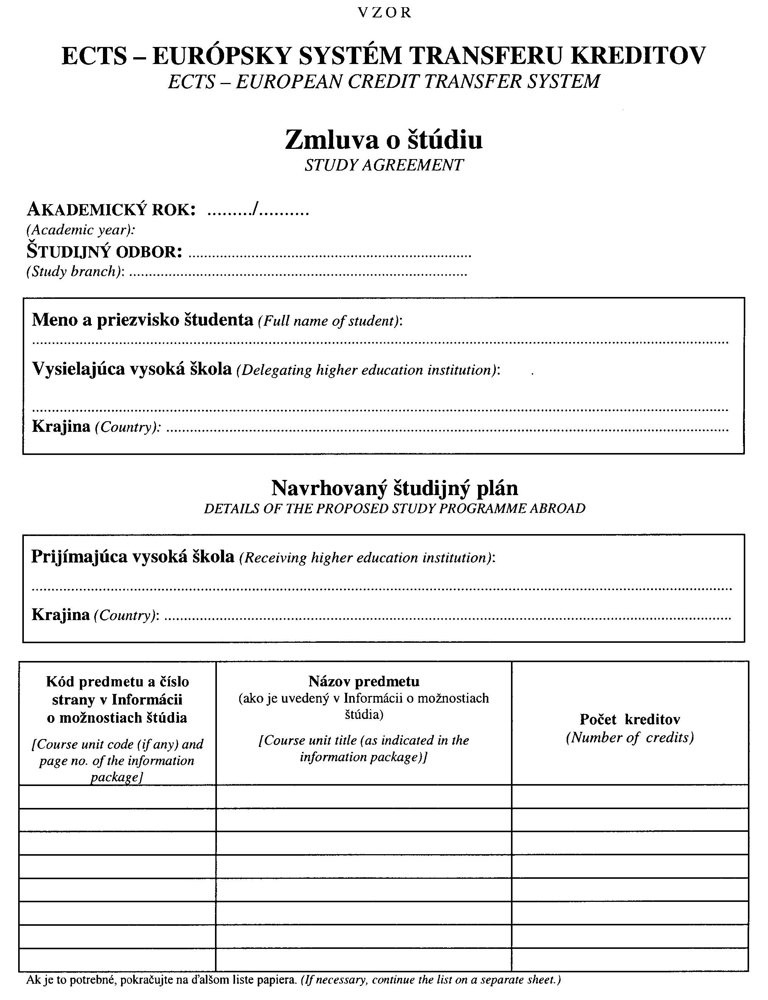 VZOR
ECTS – EURÓPSKY SYSTÉM TRANSFERU KREDITOV
ECTS – EUROPEAN CREDIT TRANSFER SYSTEM
Zmluva o štúdiu
STUDY AGREEMENT
AKADEMICKÝ ROK: ........./..........
(Academic year):
ŠTUDIJNÝ ODBOR: ........................................................................
(Study branch): ......................................................................................
Meno a priezvisko študenta (Full name of student):
................................................................................
Vysielajúca vysoká škola (Delegating higher education institution):
................................................................................
Krajina (Country): ................................................................................
Navrhovaný študijný plán
DETAILS OF THE PROPOSED STUDY PROGRAMME ABROAD
Prijímajúca vysoká škola (Receiving higher education institution):
................................................................................
Krajina (Country): ................................................................................
Kód predmetu a číslo
strany v Informácii
o možnostiach štúdia
[Course unit code (if any) and
page no. of the information
package]
Názov predmetu
(ako je uvedený v Informácii o možnostiach
štúdia)
[Course unit title (as indicated in the
information package)]
Počet kreditov
(Number of credits)
Ak je to potrebné, pokračujte na ďalšom liste papiera. (If necessary, continue the list on a separate sheet.)